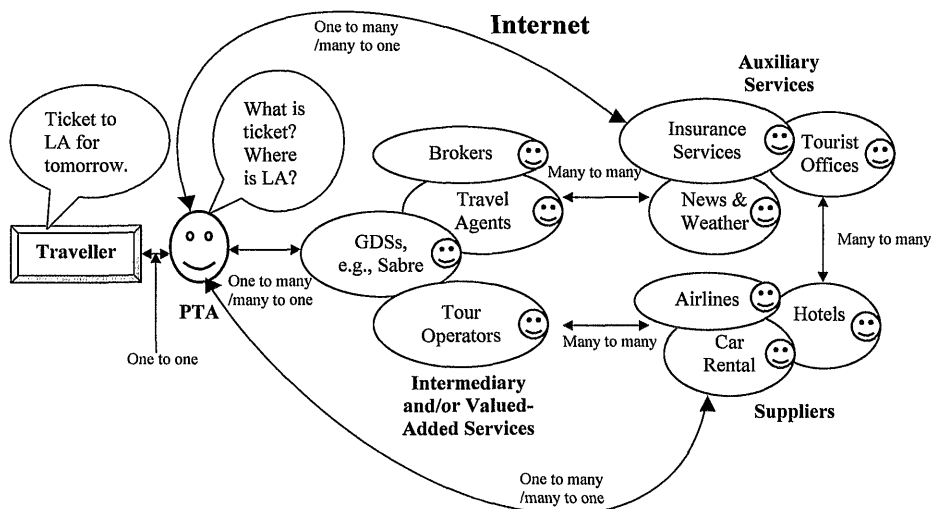 One to many
/many to one
Internet
Auxiliary
Services
Ticket to
LA for
tomorrow.
What is
ticket?
Where
is LA?
Brokers
Travel
Agents
GDSs,
e.g., Sabre
Tour
Operators
Many to many
Insurance
Services
Tourist
Offices
News &
Weather
Many to many
Traveller
PTA
One to one
One to many
/many to one
Airlines
Hotels
Car
Rental
Many to many
Intermediary
and/or Valued-
Added Services
Suppliers
One to many
/many to one